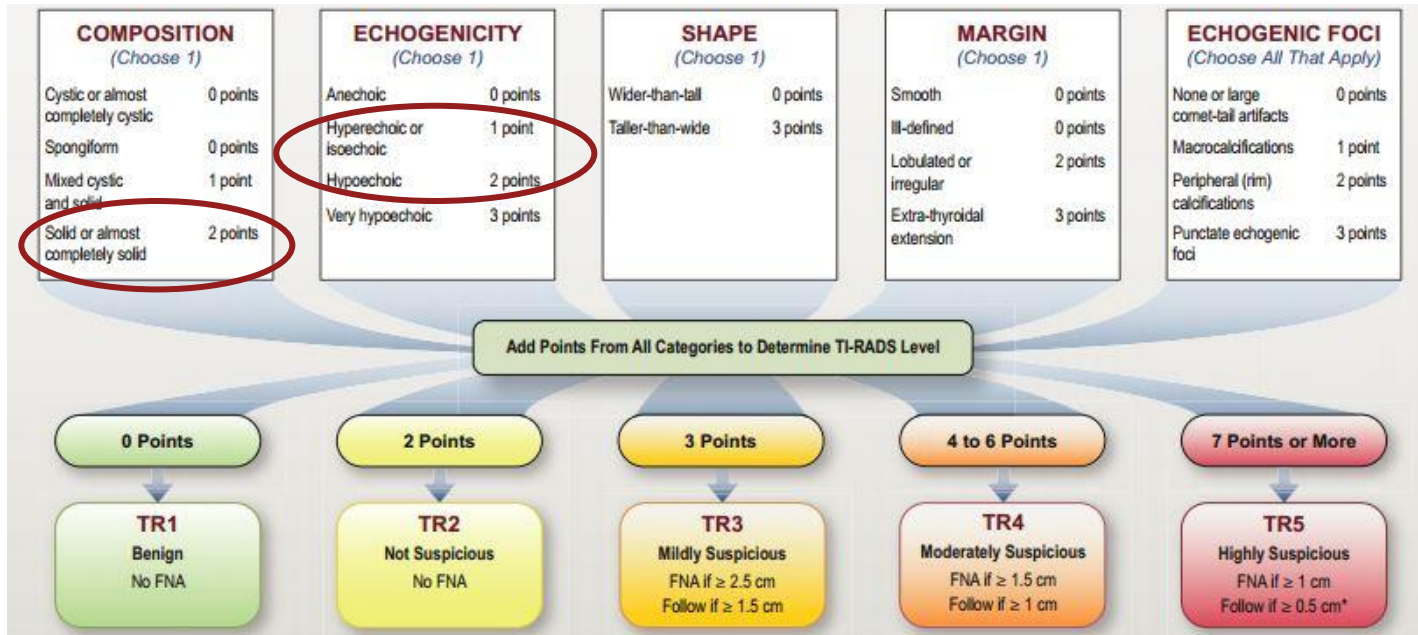 COMPOSITION
(Choose 1)
Cystic or almost completely cystic 0 points
Spongiform 0 points
Mixed cystic and solid 1 point
Solid or almost completely solid 2 points
ECHOGENICITY
(Choose 1)
Anechoic 0 points
Hyperechoic or isoechoic 1 point
Hypoechoic 2 points
Very hypoechoic 3 points
SHAPE
(Choose 1)
Wider-than-tall 0 points
Taller-than-wide 3 points
MARGIN
(Choose 1)
Smooth 0 points
Ill-defined 0 points
Lobulated or irregular 2 points
Extra-thyroidal extension 3 points
ECHOGENIC FOCI
(Choose All That Apply)
None or large comet-tail artifacts 0 points
Macrocalcifications 1 point
Peripheral (rim) calcifications 2 points
Punctate echogenic foci 3 points
Add Points From All Categories to Determine TI-RADS Level
0 Points
2 Points
3 Points
4 to 6 Points
7 Points or More
TR1
Benign
No FNA
TR2
Not Suspicious
No FNA
TR3
Mildly Suspicious
FNA if ≥ 2.5 cm
Follow if ≥ 1.5 cm
TR4
Moderately Suspicious
FNA if ≥ 1.5 cm
Follow if ≥ 1 cm
TR5
Highly Suspicious
FNA if ≥ 1 cm
Follow if ≥ 0.5 cm*